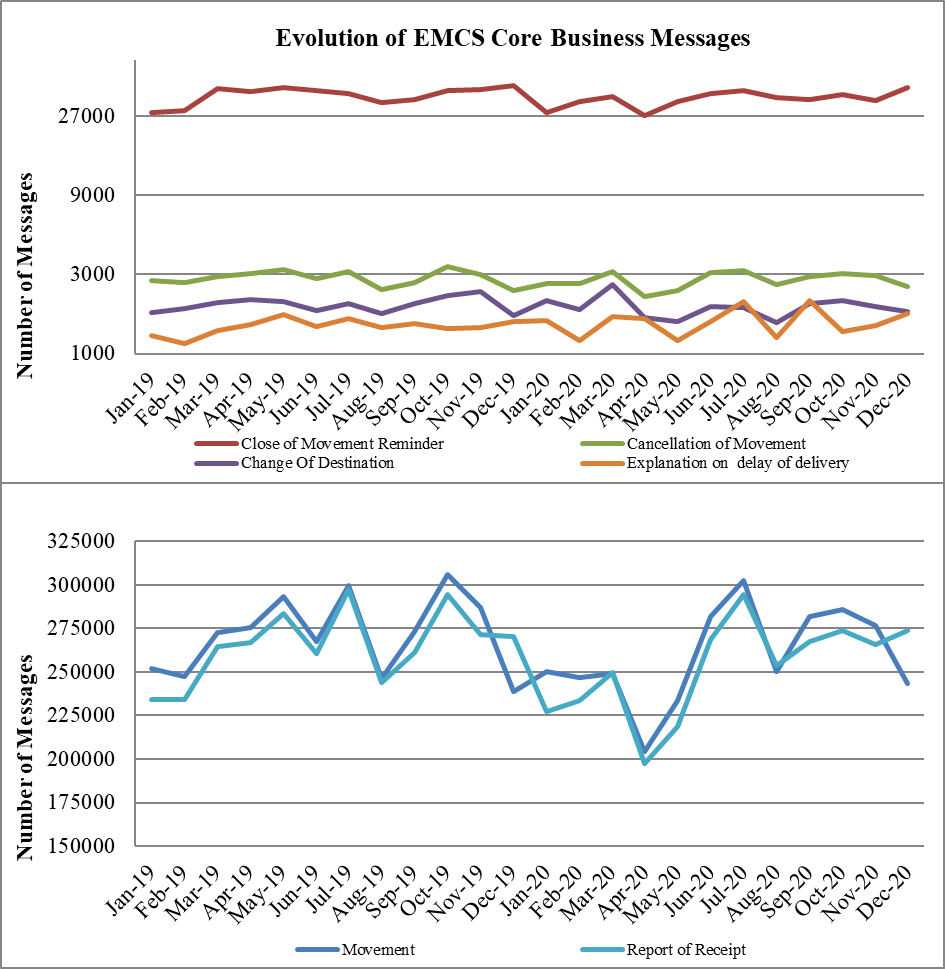 Evolution of EMCS Core Business Messages
Number of Messages
27000
9000
3000
1000
Jan-19
Feb-19
Mar-19
Apr-19
May-19
Jun-19
Jul-19
Aug-19
Sep-19
Oct-19
Nov-19
Dec-19
Jan-20
Feb-20
Mar-20
Apr-20
May-20
Jun-20
Jul-20
Aug-20
Sep-20
Oct-20
Nov-20
Dec-20
Close of Movement Reminder
Cancellation of Movement
Change Of Destination
Explanation on delay of delivery
Number of Messages
325000
300000
275000
250000
225000
200000
175000
150000
Jan-19
Feb-19
Mar-19
Apr-19
May-19
Jun-19
Jul-19
Aug-19
Sep-19
Oct-19
Nov-19
Dec-19
Jan-20
Feb-20
Mar-20
Apr-20
May-20
Jun-20
Jul-20
Aug-20
Sep-20
Oct-20
Nov-20
Dec-20
Movement
Report of Receipt